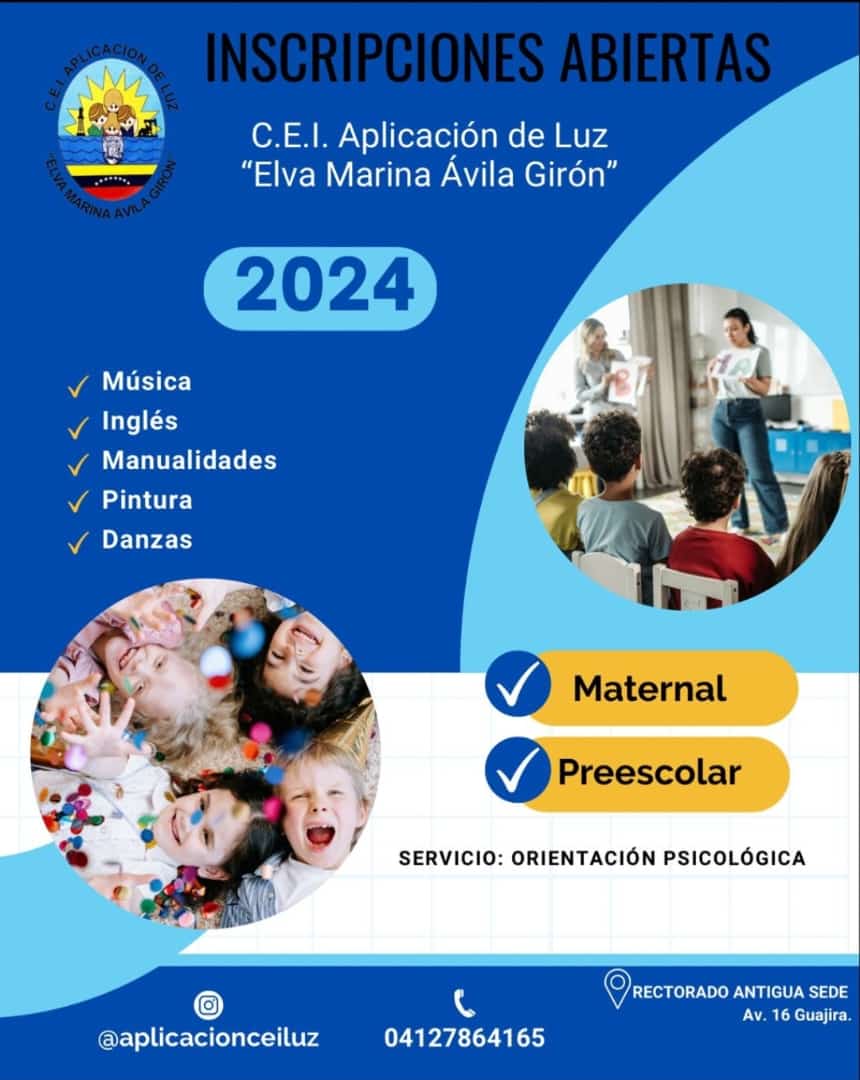 INSCRIPCIONES ABIERTAS
C.E.I. APLICACION DE LUZ
"ELVA MARINA AVILA GIRÓN"
C.E.I. Aplicación de Luz
“Elva Marina Ávila Girón”
2024
Música
Inglés
Manualidades
Pintura
Danzas
Maternal
Preescolar
SERVICIO: ORIENTACIÓN PSICOLÓGICA
@aplicacionceiluz
04127864165
RECTORADO ANTIGUA SEDE
Av. 16 Guajira.